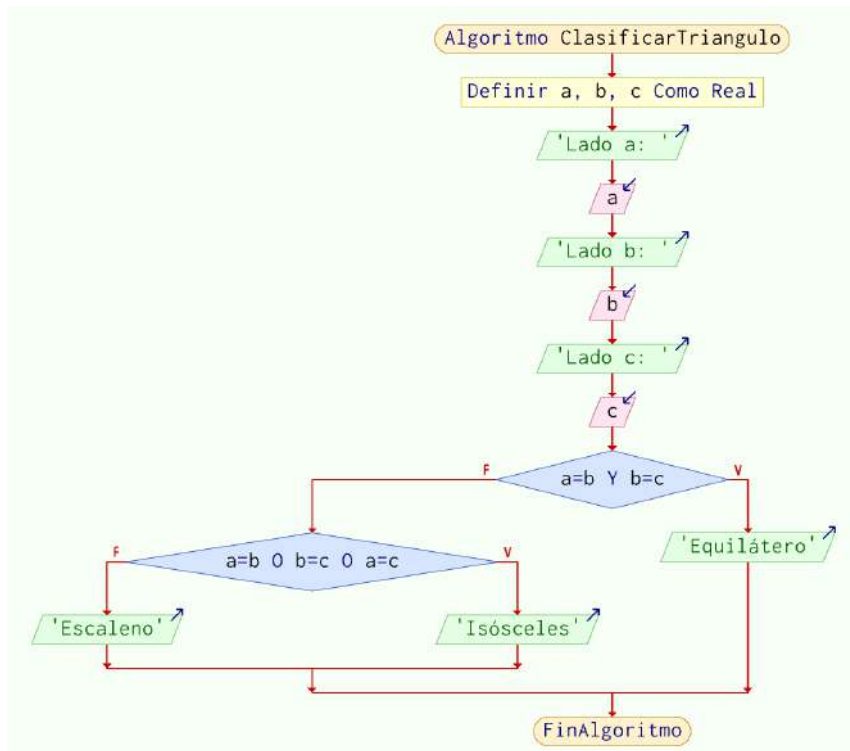 Algoritmo ClasificarTriangulo
Definir a, b, c Como Real
'Lado a: '
a
'Lado b: '
b
'Lado c: '
c
F
a=b Y b=c
V
F
a=b O b=c O a=c
V
'Equilátero'
'Escaleno'
'Isósceles'
FinAlgoritmo